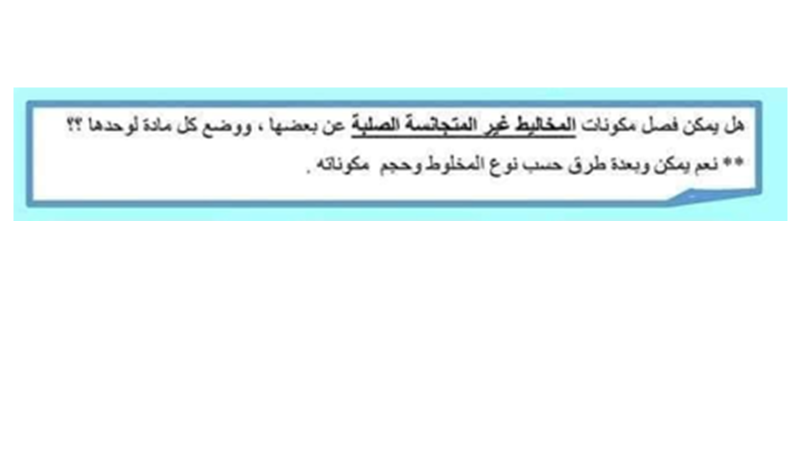 هل يمكن فصل مكونات المخاليط غير المتجانسة الصلبة عن بعضها ، ووضع كل مادة لوحدها ؟؟
** نعم يمكن وبعدة طرق حسب نوع المخلوط وحجم مكوناته .